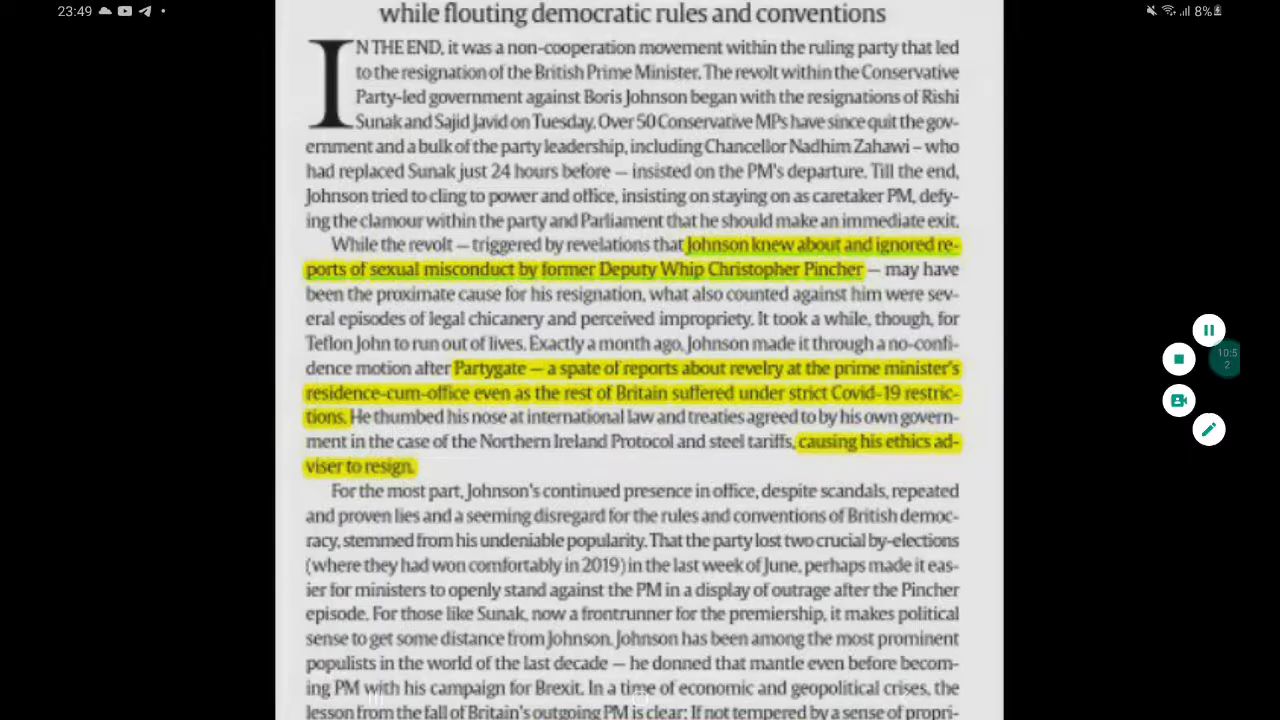 23:49
8%
while flouting democratic rules and conventions
IN THE END, it was a non-cooperation movement within the ruling party that led
to the resignation of the British Prime Minister. The revolt within the Conservative
Party-led government against Boris Johnson began with the resignations of Rishi
Sunak and Sajid Javid on Tuesday. Over 50 Conservative MPs have since quit the gov-
ernment and a bulk of the party leadership, including Chancellor Nadhim Zahawi – who
had replaced Sunak just 24 hours before — insisted on the PM's departure. Till the end,
Johnson tried to cling to power and office, insisting on staying on as caretaker PM, defy-
ing the clamour within the party and Parliament that he should make an immediate exit.
While the revolt — triggered by revelations that Johnson knew about and ignored re-
ports of sexual misconduct by former Deputy Whip Christopher Pincher — may have
been the proximate cause for his resignation, what also counted against him were sev-
eral episodes of legal chicanery and perceived impropriety. It took a while, though, for
Teflon John to run out of lives. Exactly a month ago, Johnson made it through a no-confi-
dence motion after Partygate — a spate of reports about revelry at the prime minister's
residence-cum-office even as the rest of Britain suffered under strict Covid-19 restric-
tions. He thumbed his nose at international law and treaties agreed to by his own govern-
ment in the case of the Northern Ireland Protocol and steel tariffs, causing his ethics ad-
viser to resign.
For the most part, Johnson's continued presence in office, despite scandals, repeated
and proven lies and a seeming disregard for the rules and conventions of British democ-
racy, stemmed from his undeniable popularity. That the party lost two crucial by-elections
(where they had won comfortably in 2019) in the last week of June, perhaps made it eas-
ier for ministers to openly stand against the PM in a display of outrage after the Pincher
episode. For those like Sunak, now a frontrunner for the premiership, it makes political
sense to get some distance from Johnson. Johnson has been among the most prominent
populists in the world of the last decade — he donned that mantle even before becom-
ing PM with his campaign for Brexit. In a time of economic and geopolitical crises, the
lesson from the fall of Britain's outgoing PM is clear: If not tempered by a sense of propri-
10:5
2